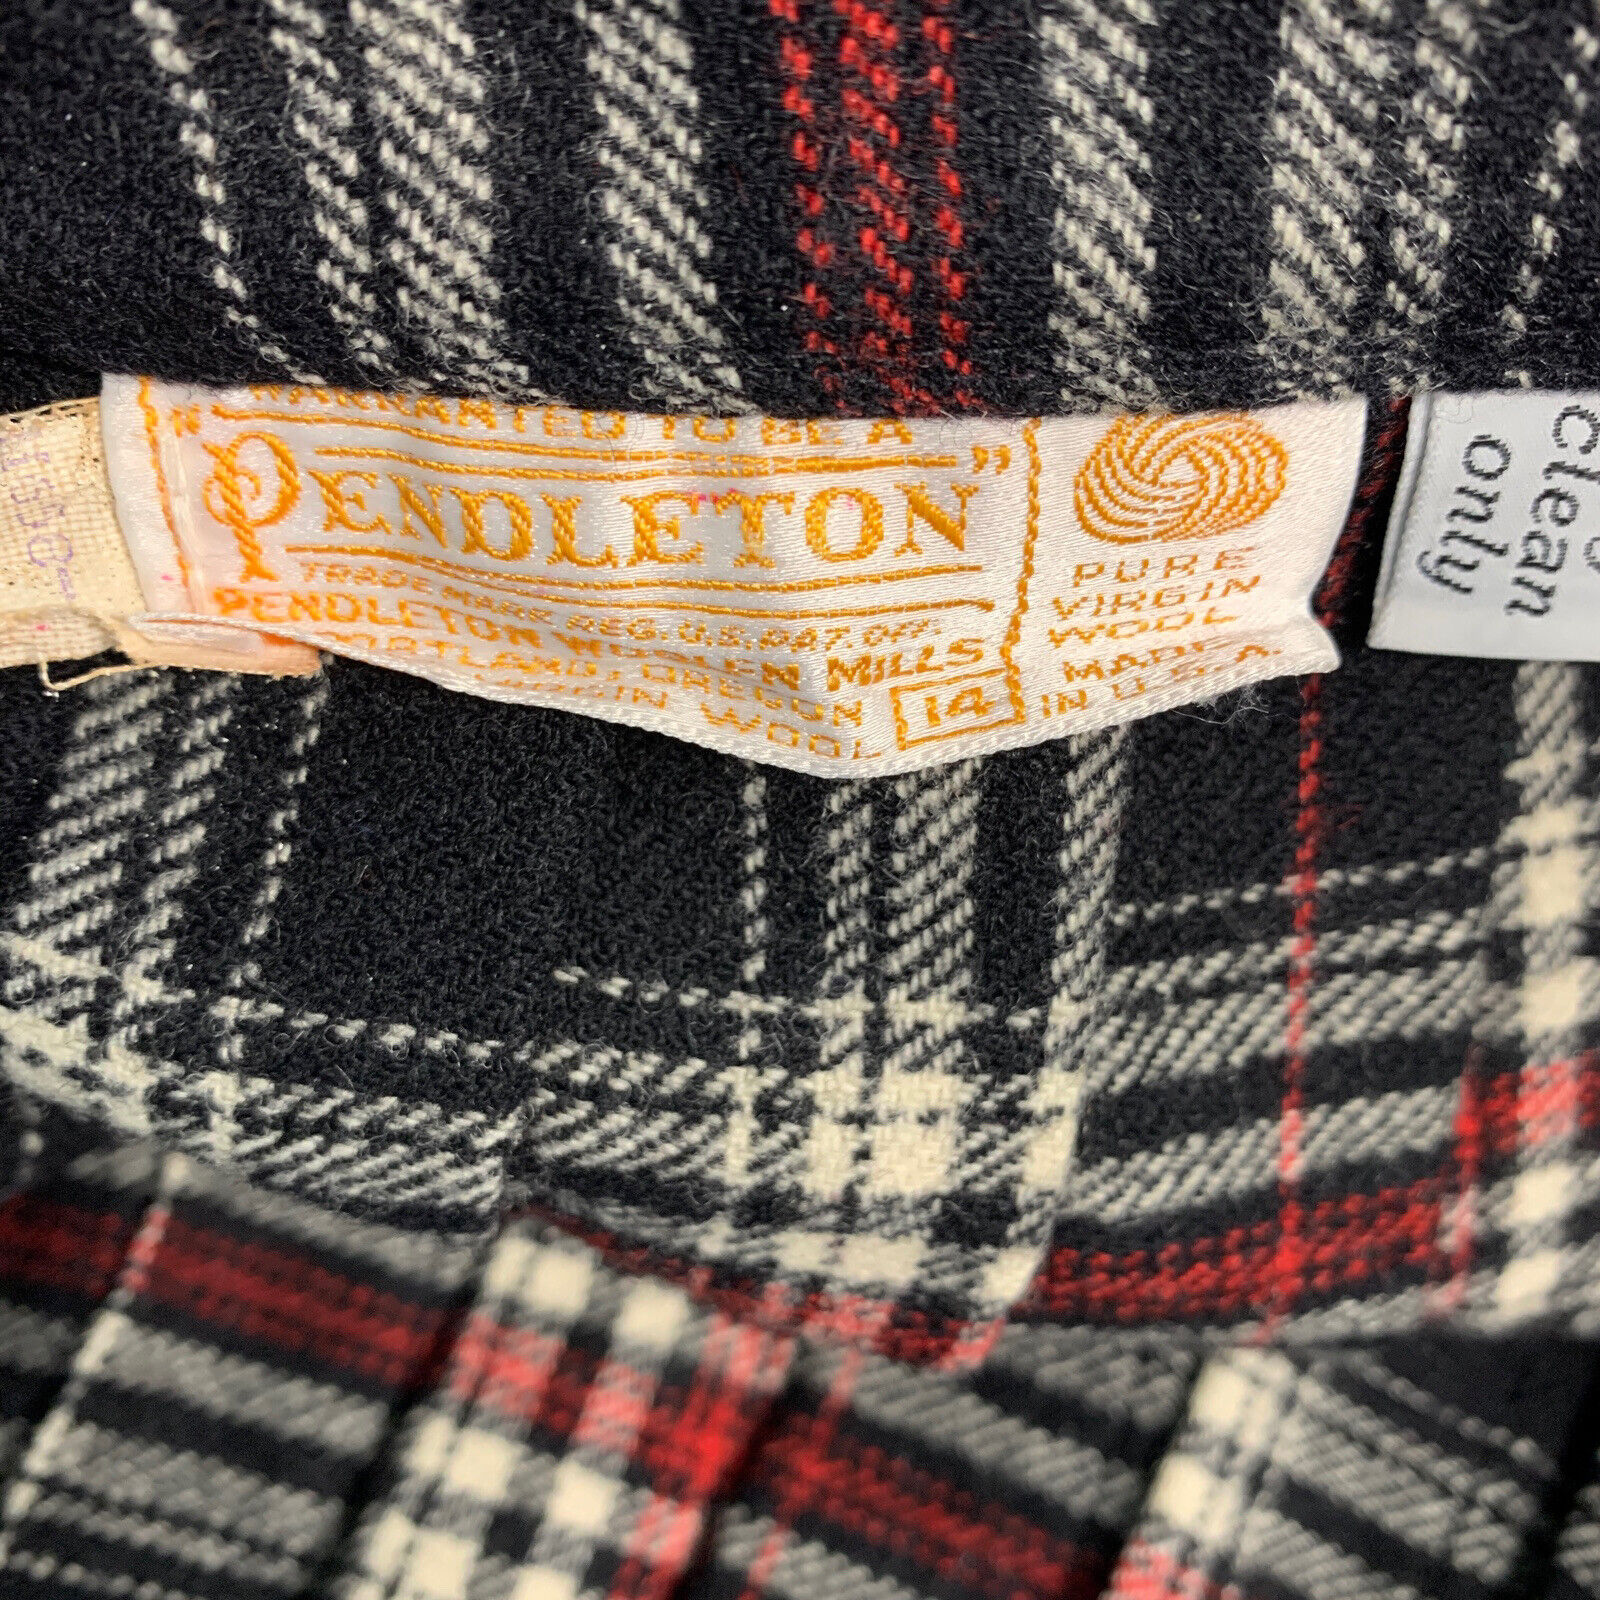 WARRANTED TO BE A
"PENDLETON"
TRADE MARK REG. U.S. PAT. OFF.
PENDLETON WOOLEN MILLS
PORTLAND, OREGON
VIRGIN WOOL
14
PURE
VIRGIN
WOOL
MADE
IN U.S.A.
clean
only